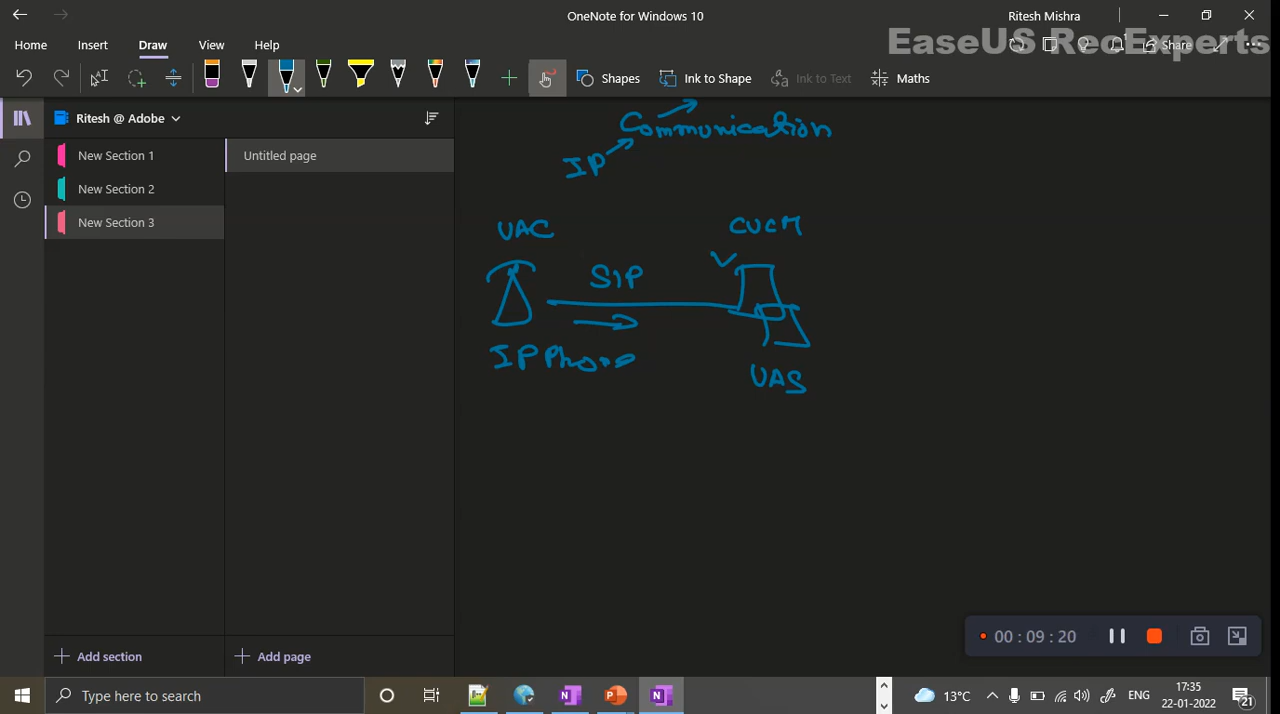 OneNote for Windows 10
Ritesh Mishra
EaseUS RecExperts
Home Insert Draw View Help
Share
Shapes Ink to Shape Ink to Text Maths
Ritesh @ Adobe
Untitled page
New Section 1
New Section 2
New Section 3
Communication
IP
UAC
CUCM
SIP
IP Phone
UAS
00:09:20
Add section
Add page
Type here to search
13°C
ENG
17:35
22-01-2022
21